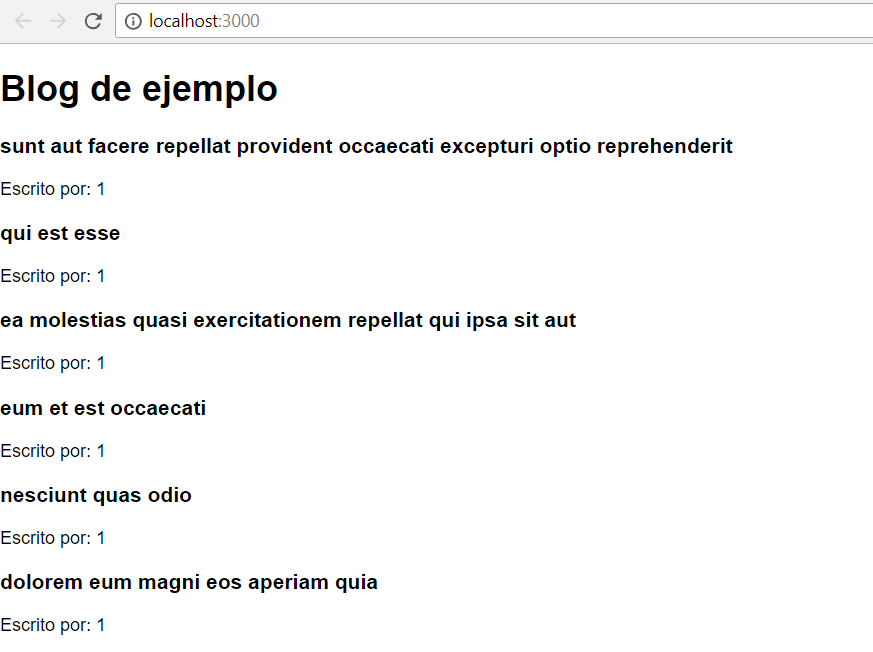 localhost:3000
Blog de ejemplo
sunt aut facere repellat provident occaecati excepturi optio reprehenderit
Escrito por: 1
qui est esse
Escrito por: 1
ea molestias quasi exercitationem repellat qui ipsa sit aut
Escrito por: 1
eum et est occaecati
Escrito por: 1
nesciunt quas odio
Escrito por: 1
dolorem eum magni eos aperiam quia
Escrito por: 1